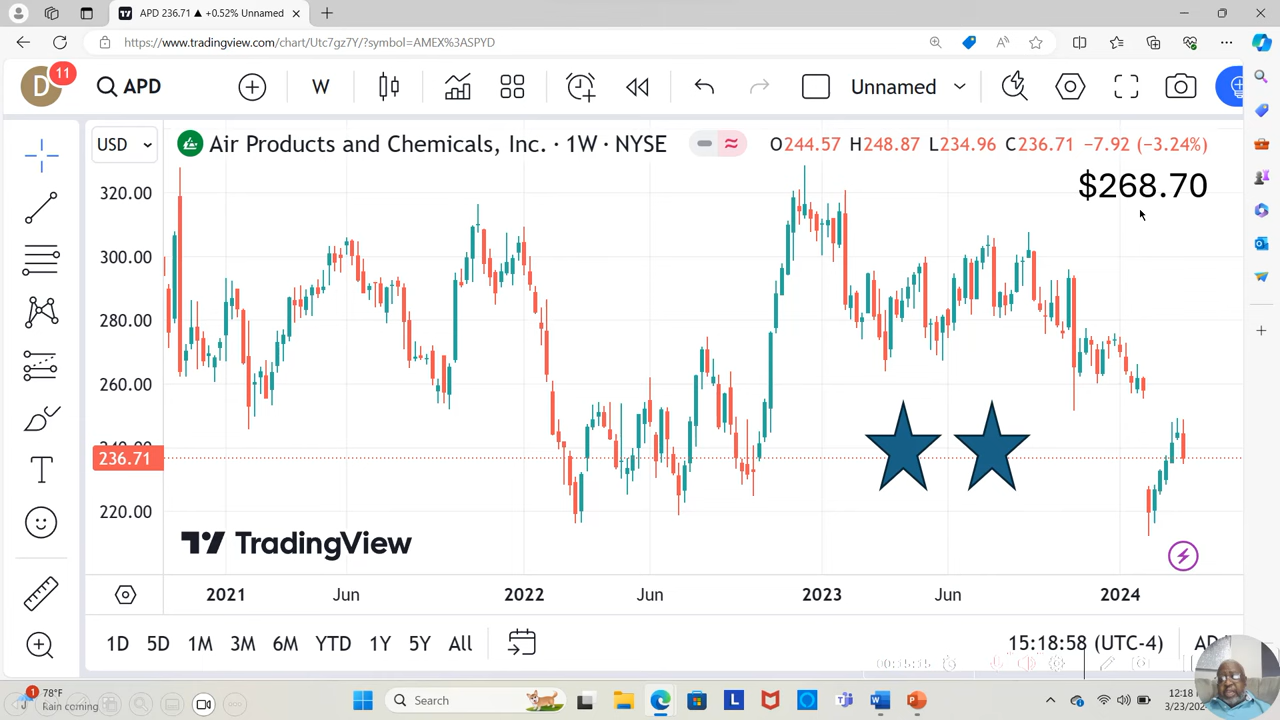 APD 236.71 ▲ +0.52% Unnamed
https://www.tradingview.com/chart/Utc7gz7Y/?symbol=AMEX%3ASPYD
D
11
APD
W
Unnamed
USD
Air Products and Chemicals, Inc. · 1W · NYSE
O244.57 H248.87 L234.96 C236.71 −7.92 (−3.24%)
$268.70
320.00
300.00
280.00
260.00
240.00
236.71
220.00
TradingView
2021 Jun 2022 Jun 2023 Jun 2024
1D 5D 1M 3M 6M YTD 1Y 5Y All
15:18:58 (UTC-4)
1
78°F
Rain coming
Search
12:18